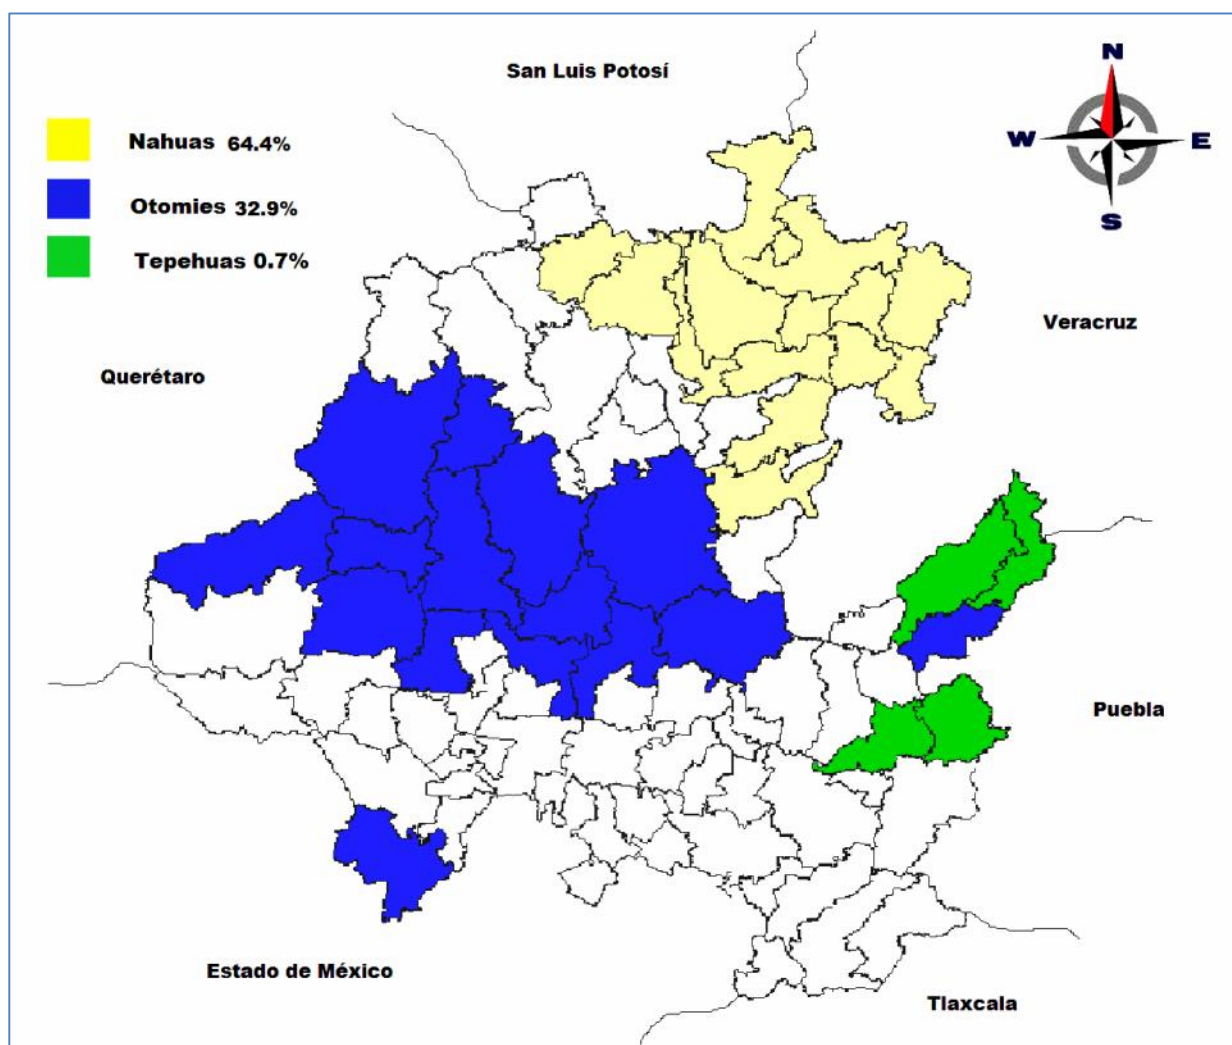 San Luis Potosí
N
W
E
S
Nahuas 64.4%
Otomies 32.9%
Tepehuas 0.7%
Veracruz
Querétaro
Puebla
Estado de México
Tlaxcala